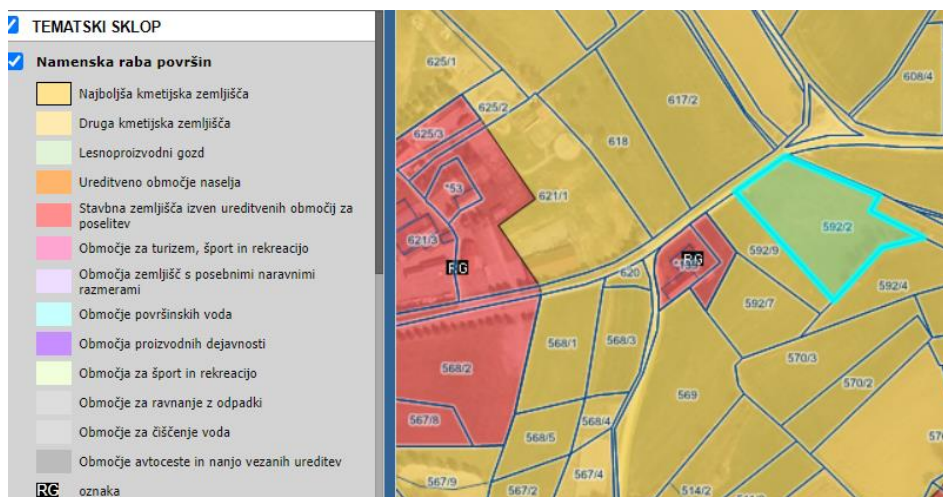 TEMATSKI SKLOP
Namenska raba površin
Najboljša kmetijska zemljišča
Druga kmetijska zemljišča
Lesnoproizvodni gozd
Ureditveno območje naselja
Stavbna zemljišča izven ureditvenih območij za
poselitev
Območje za turizem, šport in rekreacijo
Območja zemljišč s posebnimi naravnimi
razmerami
Območje površinskih voda
Območja proizvodnih dejavnosti
Območja za šport in rekreacijo
Območje za ravnanje z odpadki
Območje za čiščenje voda
Območje avtoceste in nanjo vezanih ureditev
RG oznaka
625/1
608/4
617/2
625/2
625/3
618
*53
621/1
592/2
621/3
RG
RG
592/9
620
592/4
592/7
568/1
568/3
570/3
568/2
570/2
569
567/8
568/4
568/5
567/4
567/9
567/2
514/2